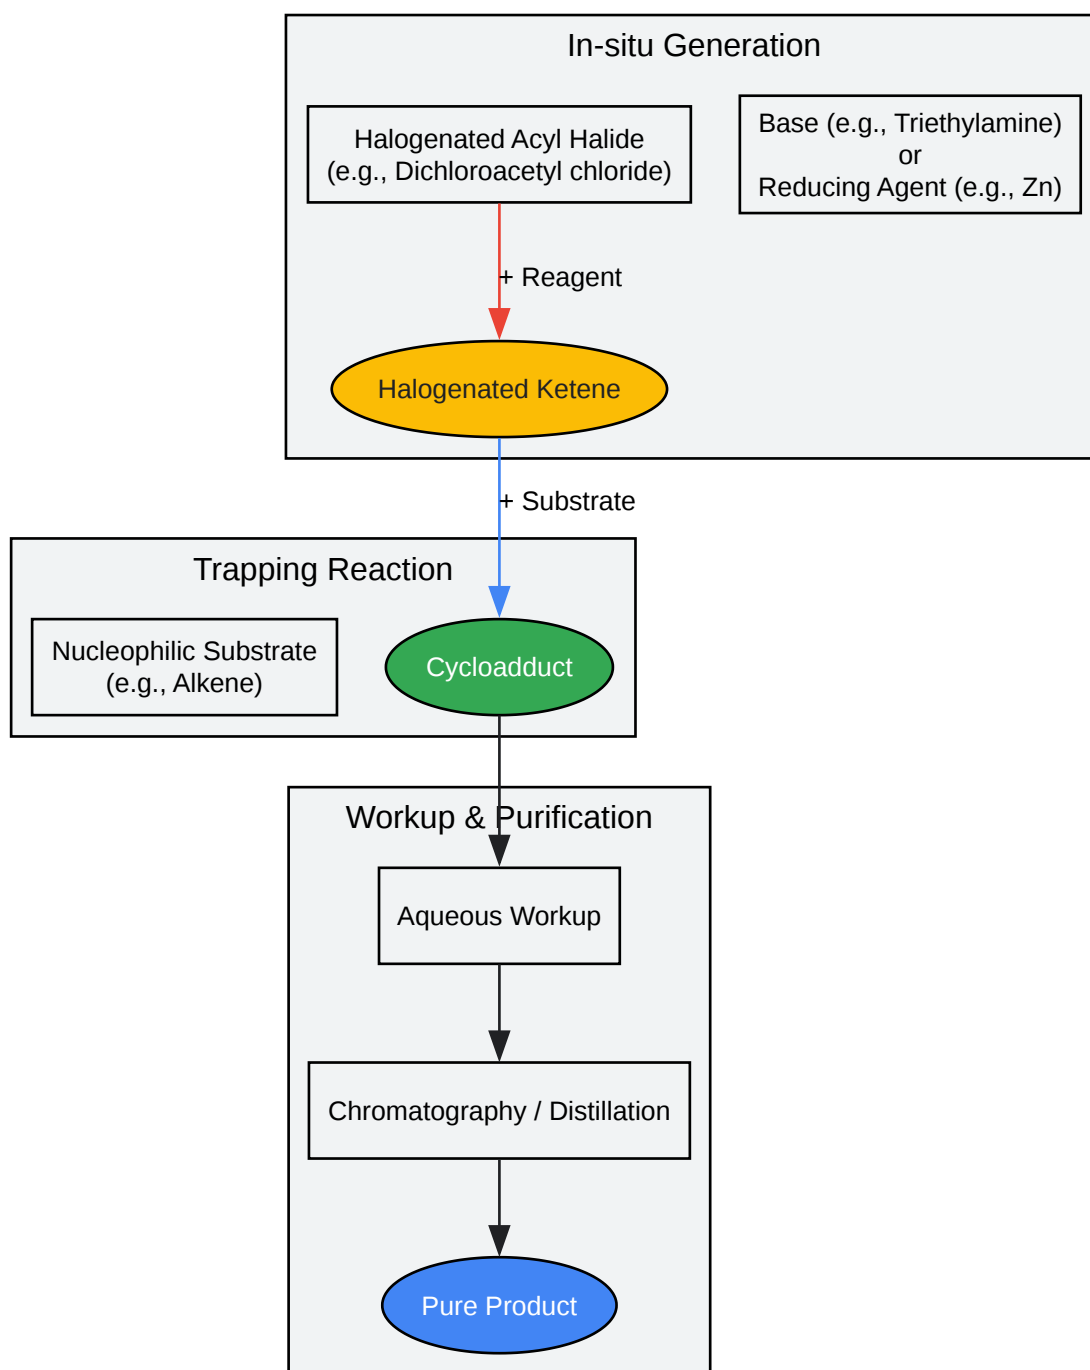 In-situ Generation
Halogenated Acyl Halide
(e.g., Dichloroacetyl chloride)
Base (e.g., Triethylamine)
or
Reducing Agent (e.g., Zn)
+ Reagent
Halogenated Ketene
+ Substrate
Trapping Reaction
Nucleophilic Substrate
(e.g., Alkene)
Cycloadduct
Workup & Purification
Aqueous Workup
Chromatography / Distillation
Pure Product